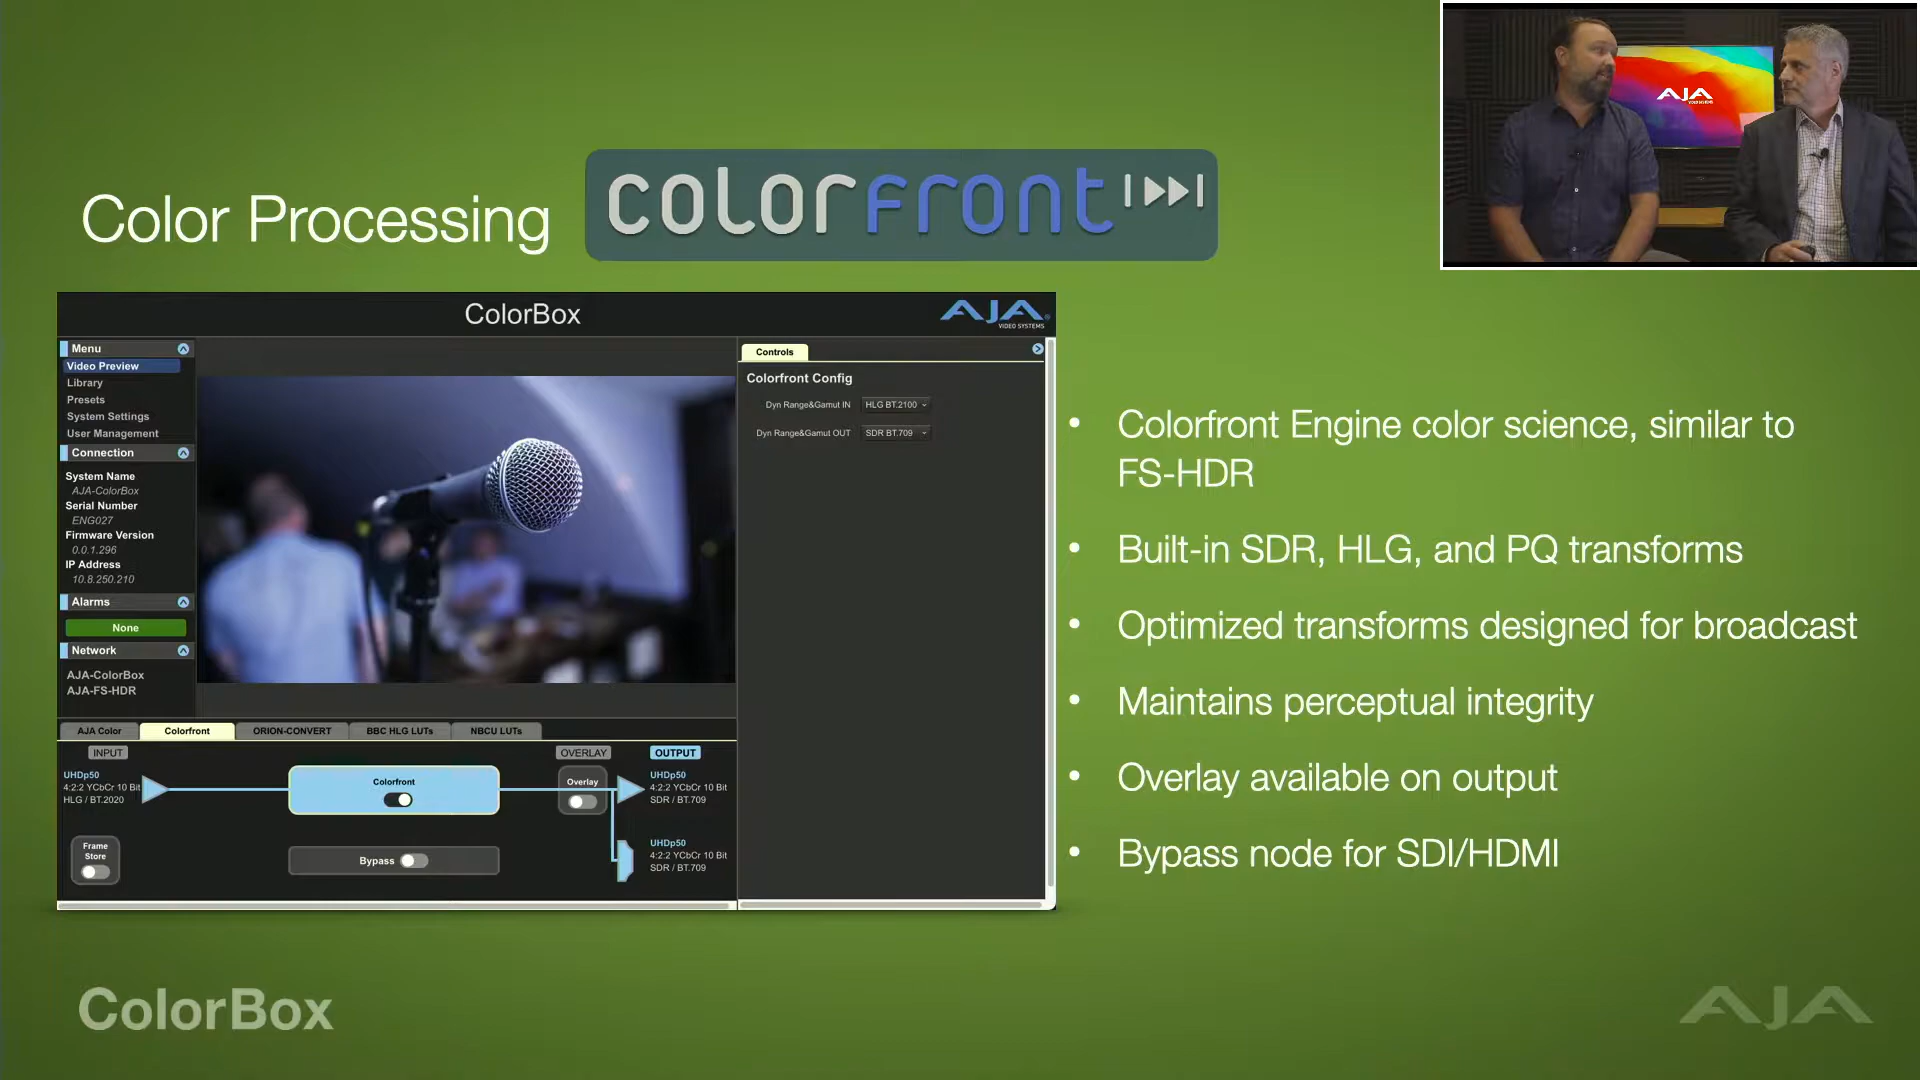 AJA
Color Processing
colorfront
ColorBox
AJA
VIDEO SYSTEMS
Menu
Video Preview
Library
Presets
System Settings
User Management
Connection
System Name
AJA-ColorBox
Serial Number
ENG027
Firmware Version
0.0.1.296
IP Address
10.8.250.210
Alarms
None
Network
AJA-ColorBox
AJA-FS-HDR
Controls
Colorfront Config
Dyn Range&Gamut IN HLG BT.2100
Dyn Range&Gamut OUT SDR BT.709
AJA Color Colorfront ORION-CONVERT BBC HLG LUTs NBCU LUTs
INPUT OVERLAY OUTPUT
UHDp50
4:2:2 YCbCr 10 Bit
HLG / BT.2020
Colorfront
Overlay
UHDp50
4:2:2 YCbCr 10 Bit
SDR / BT.709
Frame
Store
Bypass
UHDp50
4:2:2 YCbCr 10 Bit
SDR / BT.709
• Colorfront Engine color science, similar to
FS-HDR
• Built-in SDR, HLG, and PQ transforms
• Optimized transforms designed for broadcast
• Maintains perceptual integrity
• Overlay available on output
• Bypass node for SDI/HDMI
ColorBox
AJA